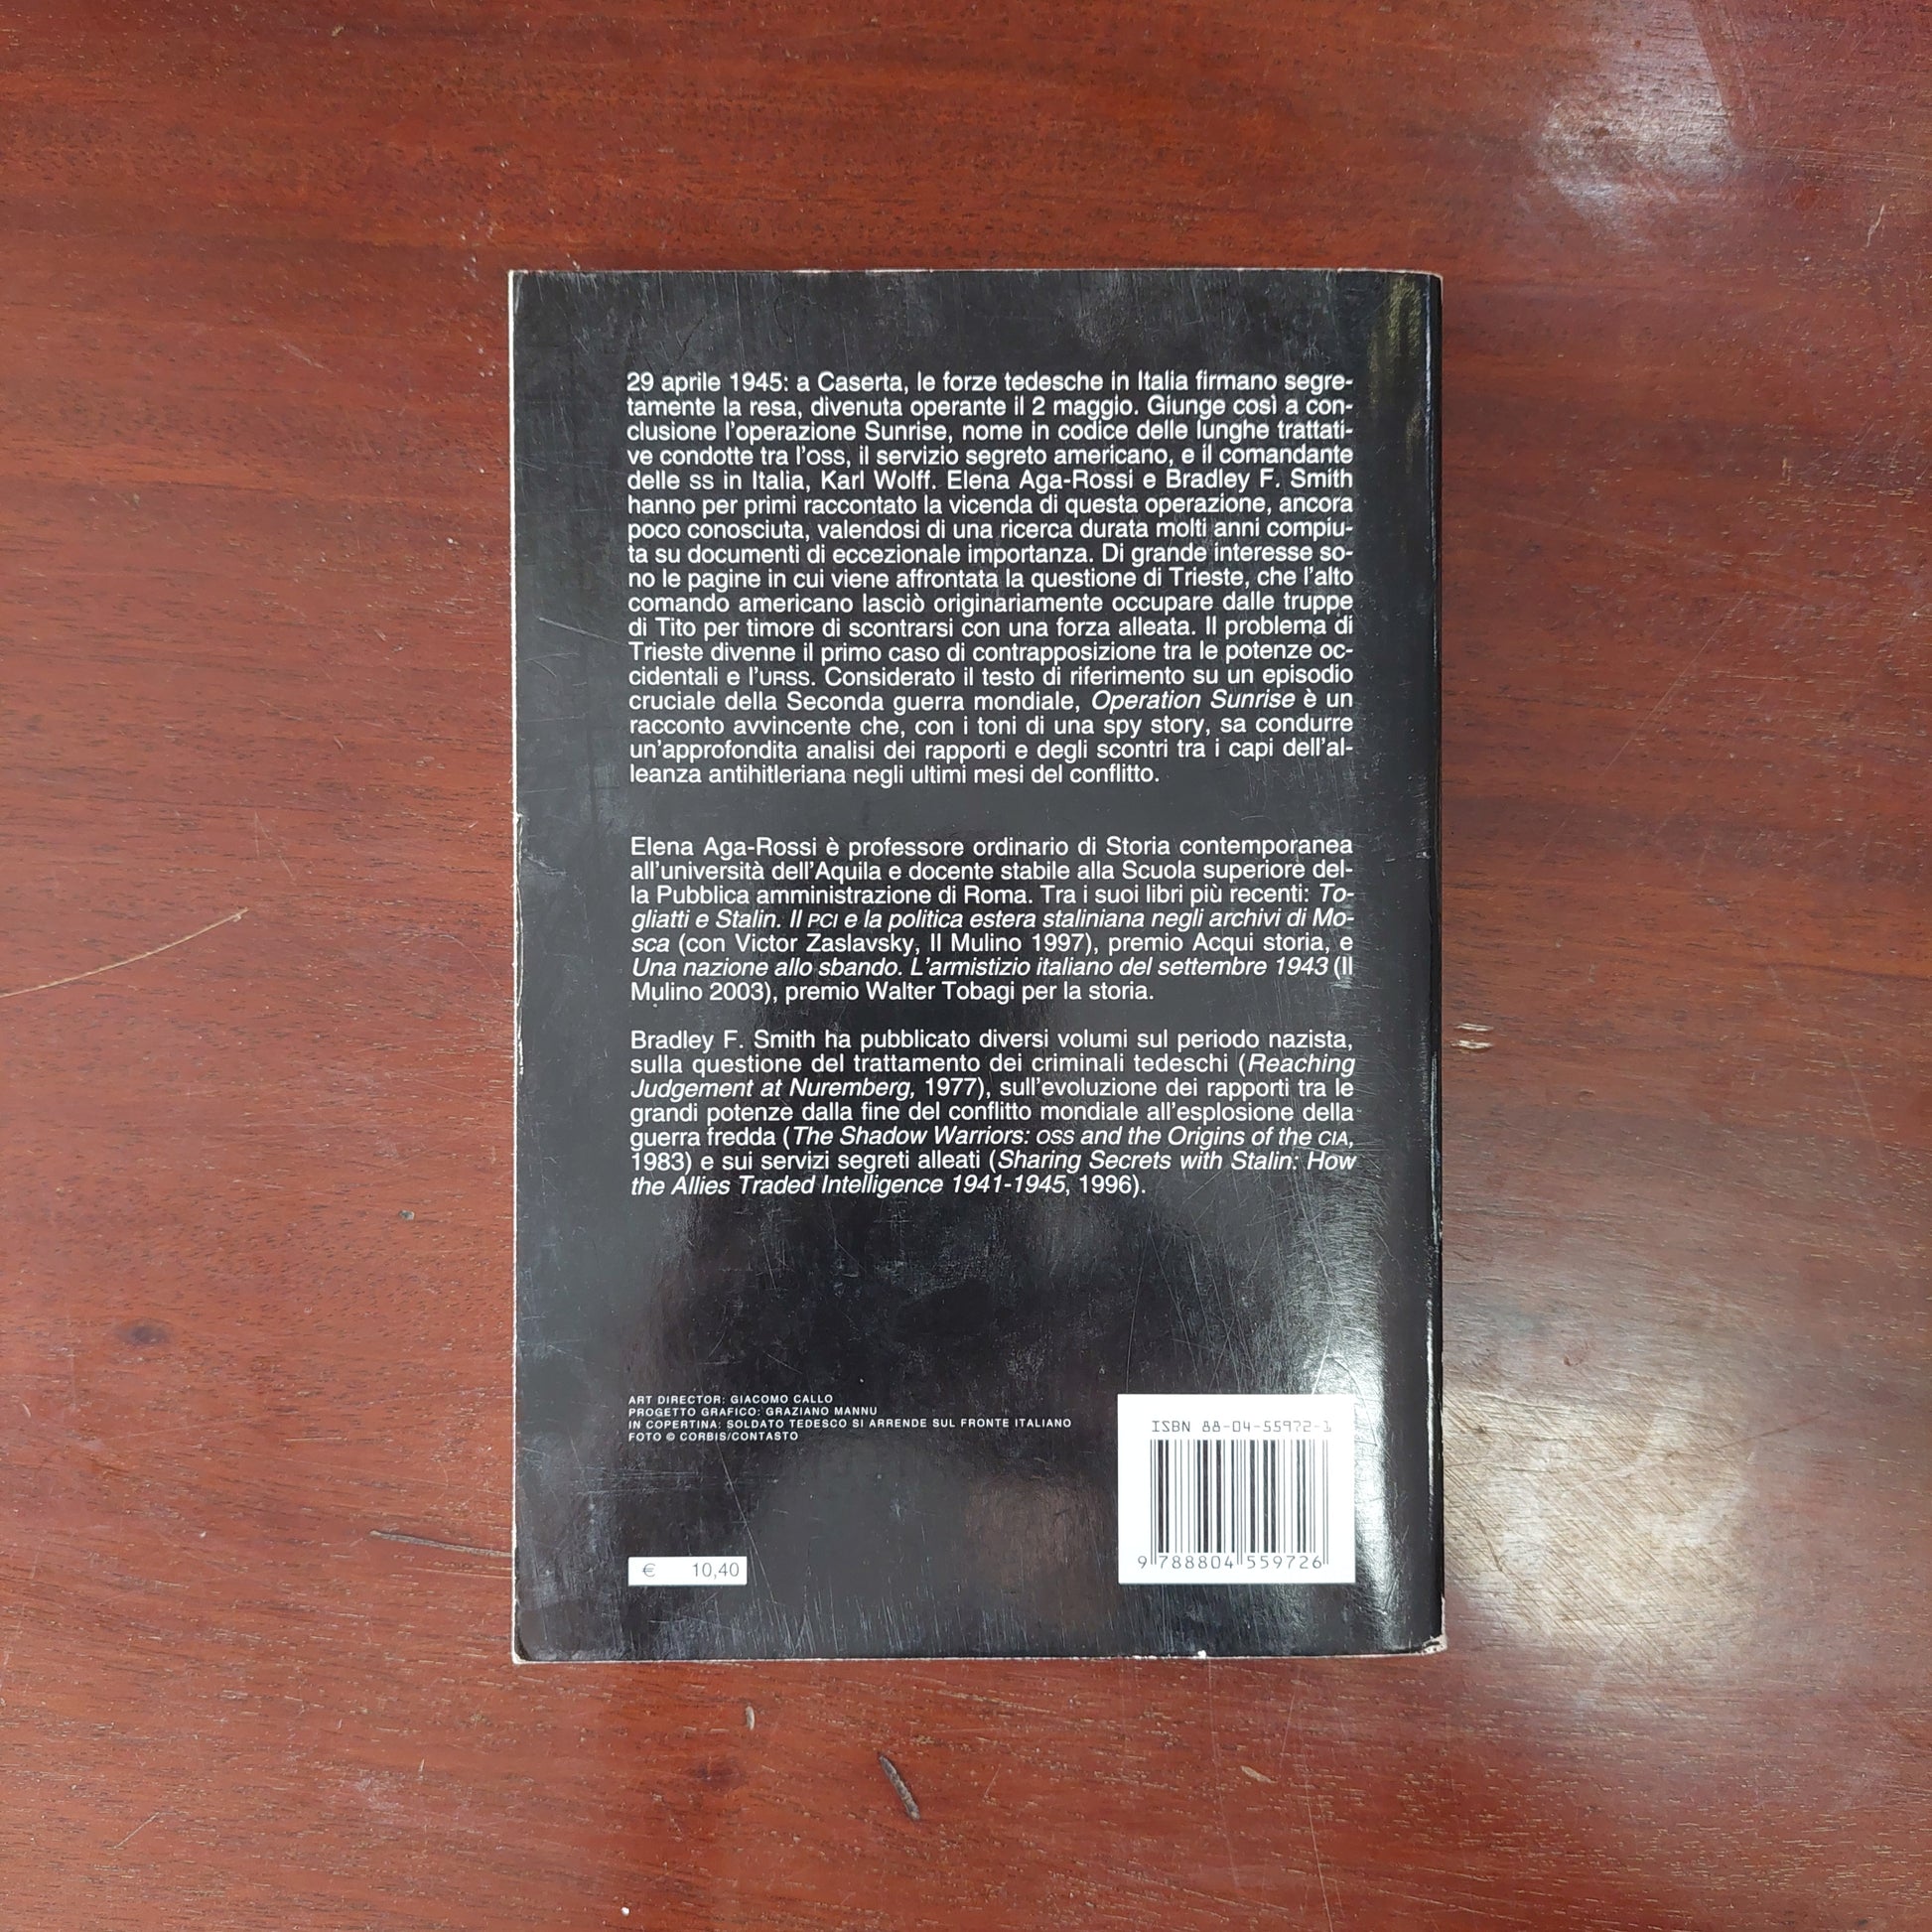 29 aprile 1945: a Caserta, le forze tedesche in Italia firmano segre-
tamente la resa, divenuta operante il 2 maggio. Giunge così a con-
clusione l'operazione Sunrise, nome in codice delle lunghe trattati-
ve condotte tra l'OSS, il servizio segreto americano, e il comandante
delle SS in Italia, Karl Wolff. Elena Aga-Rossi e Bradley F. Smith
hanno per primi raccontato la vicenda di questa operazione, ancora
poco conosciuta, valendosi di una ricerca durata molti anni compiu-
ta su documenti di eccezionale importanza. Di grande interesse so-
no le pagine in cui viene affrontata la questione di Trieste, che l'alto
comando americano lasciò originariamente occupare dalle truppe
di Tito per timore di scontrarsi con una forza alleata. Il problema di
Trieste divenne il primo caso di contrapposizione tra le potenze oc-
cidentali e l'URSS. Considerato il testo di riferimento su un episodio
cruciale della Seconda guerra mondiale, Operation Sunrise è un
racconto avvincente che, con i toni di una spy story, sa condurre
un'approfondita analisi dei rapporti e degli scontri tra i capi dell'al-
leanza antihitleriana negli ultimi mesi del conflitto.
Elena Aga-Rossi è professore ordinario di Storia contemporanea
all'università dell'Aquila e docente stabile alla Scuola superiore del-
la Pubblica amministrazione di Roma. Tra i suoi libri più recenti: To-
gliatti e Stalin. Il PCI e la politica estera staliniana negli archivi di Mo-
sca (con Victor Zaslavsky, Il Mulino 1997), premio Acqui storia, e
Una nazione allo sbando. L'armistizio italiano del settembre 1943 (Il
Mulino 2003), premio Walter Tobagi per la storia.
Bradley F. Smith ha pubblicato diversi volumi sul periodo nazista,
sulla questione del trattamento dei criminali tedeschi (Reaching
Judgement at Nuremberg, 1977), sull'evoluzione dei rapporti tra le
grandi potenze dalla fine del conflitto mondiale all'esplosione della
guerra fredda (The Shadow Warriors: OSS and the Origins of the CIA,
1983) e sui servizi segreti alleati (Sharing Secrets with Stalin: How
the Allies Traded Intelligence 1941-1945, 1996).
ART DIRECTOR: GIACOMO CALLO
PROGETTO GRAFICO: GRAZIANO MANNU
IN COPERTINA: SOLDATO TEDESCO SI ARRENDE SUL FRONTE ITALIANO
FOTO © CORBIS/CONTASTO
€ 10,40
ISBN 88-04-55972-1
9 788804 559726